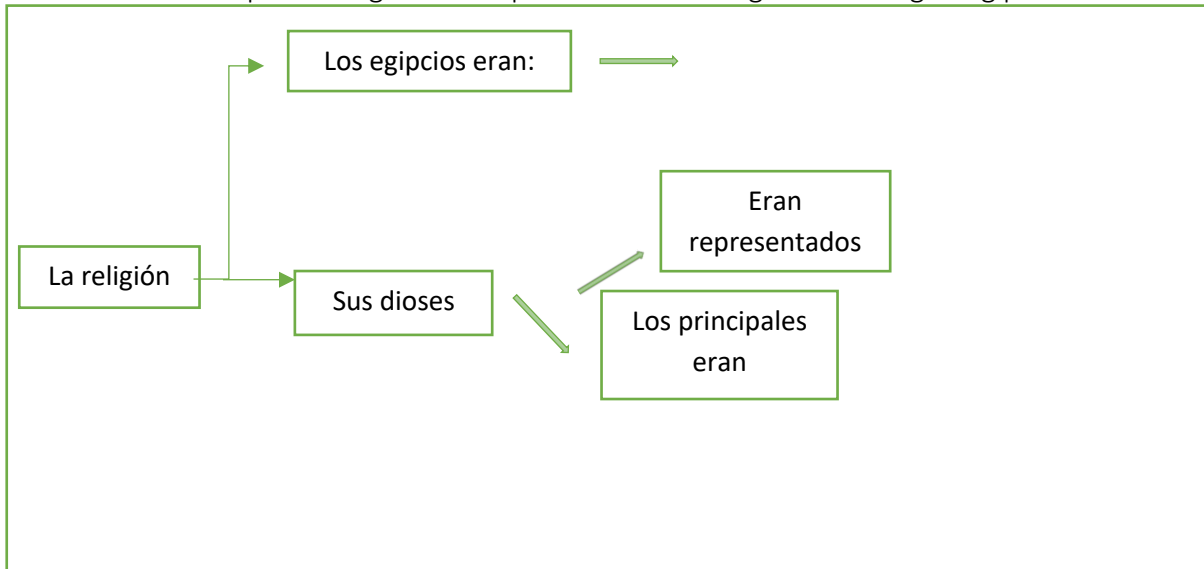 Los egipcios eran:
Eran
representados
La religión
Sus dioses
Los principales
eran